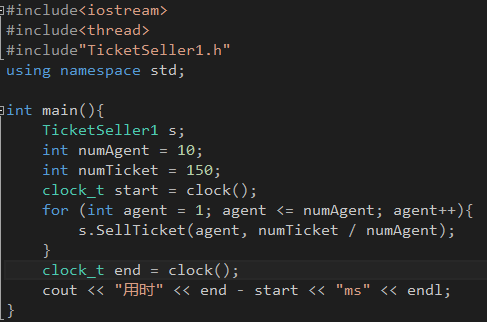 #include<iostream>
#include<thread>
#include"TicketSeller1.h"
using namespace std;
int main(){
TicketSeller1 s;
int numAgent = 10;
int numTicket = 150;
clock_t start = clock();
for (int agent = 1; agent <= numAgent; agent++){
s.SellTicket(agent, numTicket / numAgent);
}
clock_t end = clock();
cout << "用时" << end - start << "ms" << endl;
}